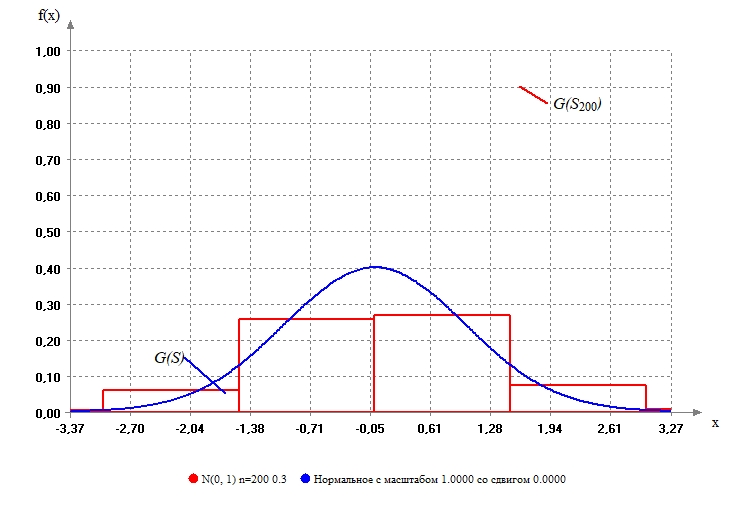 f(x)
1,00
0,90
G(S200)
0,80
0,70
0,60
0,50
0,40
0,30
0,20
G(S)
0,10
0,00
-3,37 -2,70 -2,04 -1,38 -0,71 -0,05 0,61 1,28 1,94 2,61 3,27
x
N(0, 1) n=200 0.3 Нормальное с масштабом 1.0000 со сдвигом 0.0000